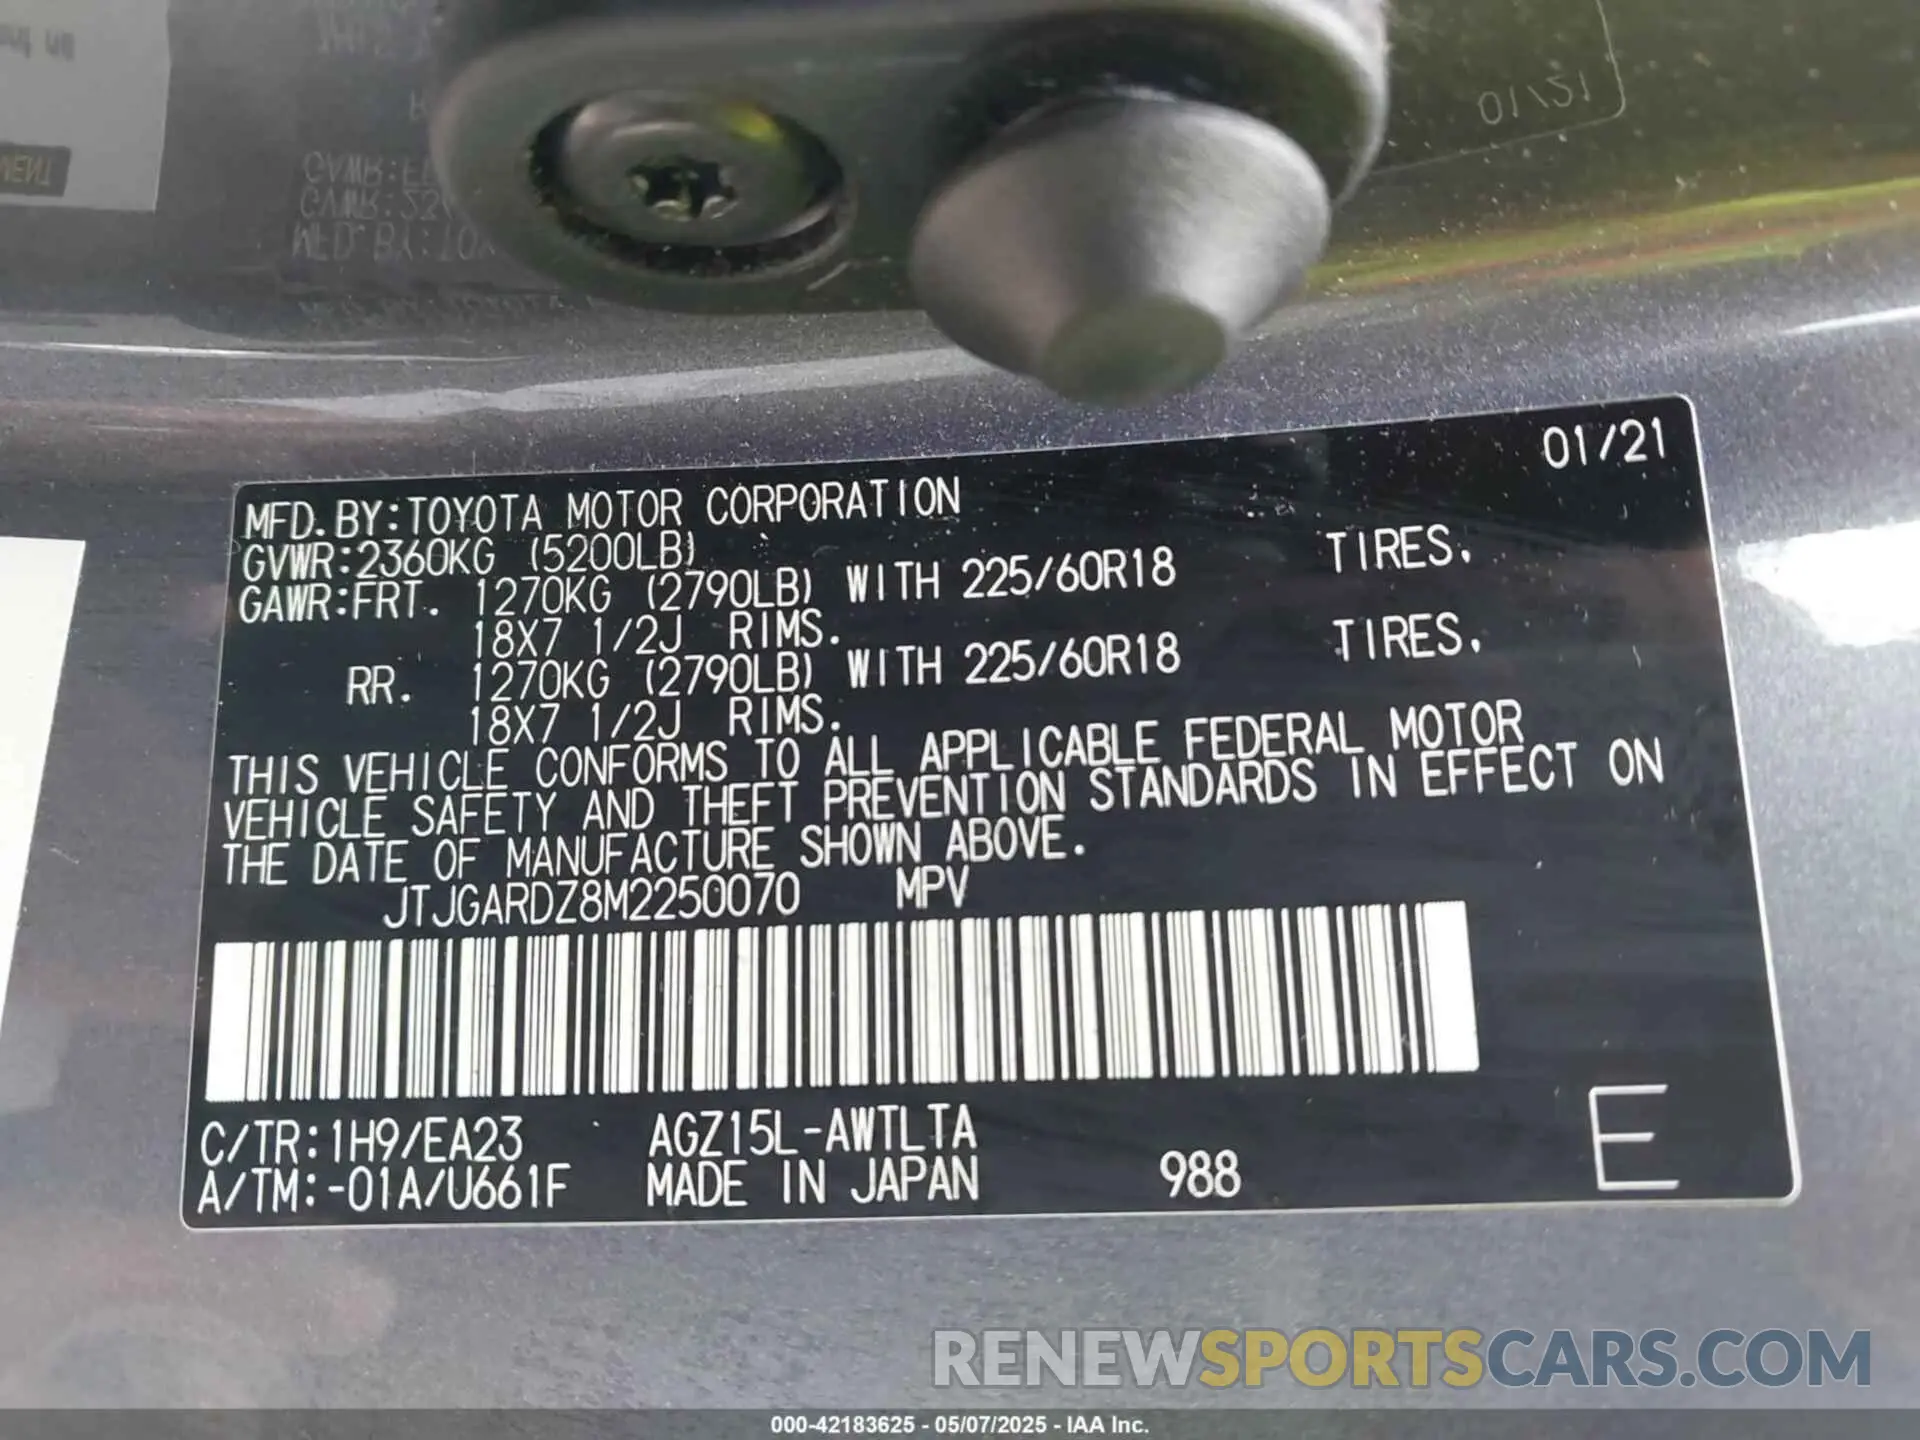 01/21
MFD. BY:TOYOTA MOTOR CORPORATION
GVWR:2360KG (5200LB)
GAWR:FRT. 1270KG (2790LB) WITH 225/60R18 TIRES,
18X7 1/2J RIMS.
RR. 1270KG (2790LB) WITH 225/60R18 TIRES,
18X7 1/2J RIMS.
THIS VEHICLE CONFORMS TO ALL APPLICABLE FEDERAL MOTOR
VEHICLE SAFETY AND THEFT PREVENTION STANDARDS IN EFFECT ON
THE DATE OF MANUFACTURE SHOWN ABOVE.
JTJGARDZ8M2250070 MPV
C/TR:1H9/EA23 AGZ15L-AWTLTA
A/TM:-01A/U661F MADE IN JAPAN 988 E
RENEWSPORTSCARS.COM
000-42183625 - 05/07/2025 - IAA Inc.